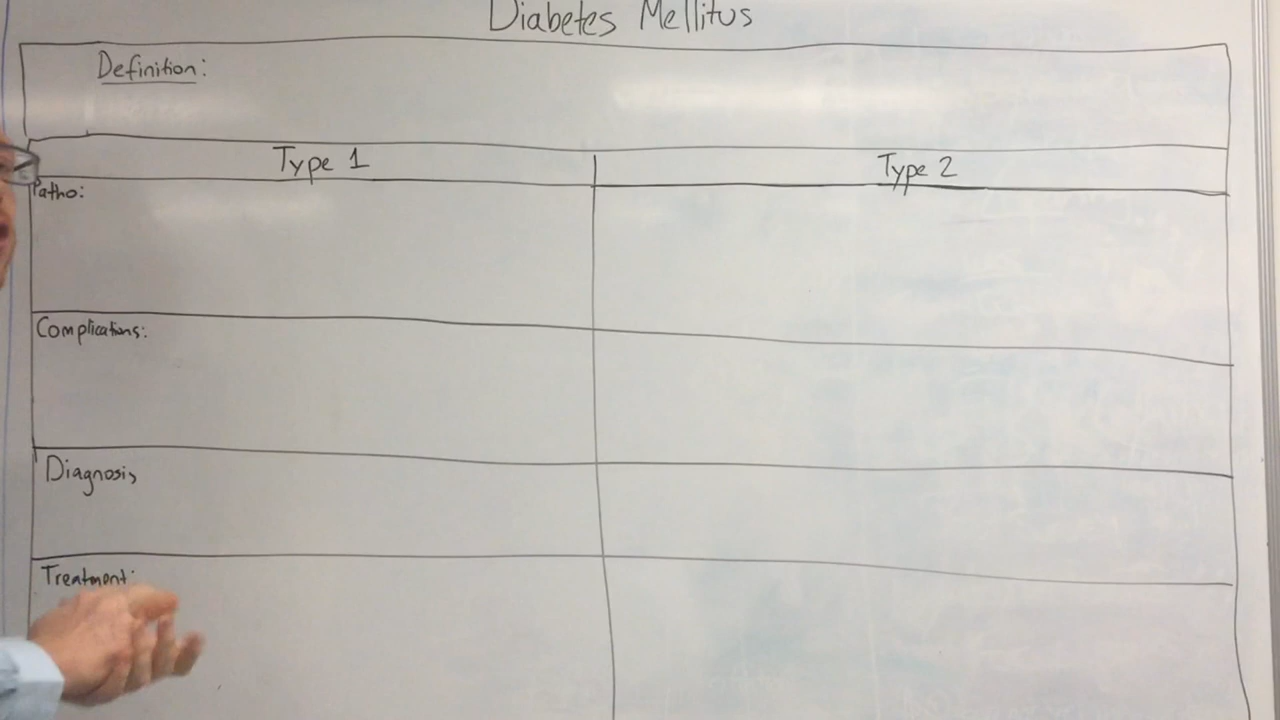 Diabetes Mellitus
Definition:
Type 1
Type 2
Patho:
Complications:
Diagnosis
Treatment: